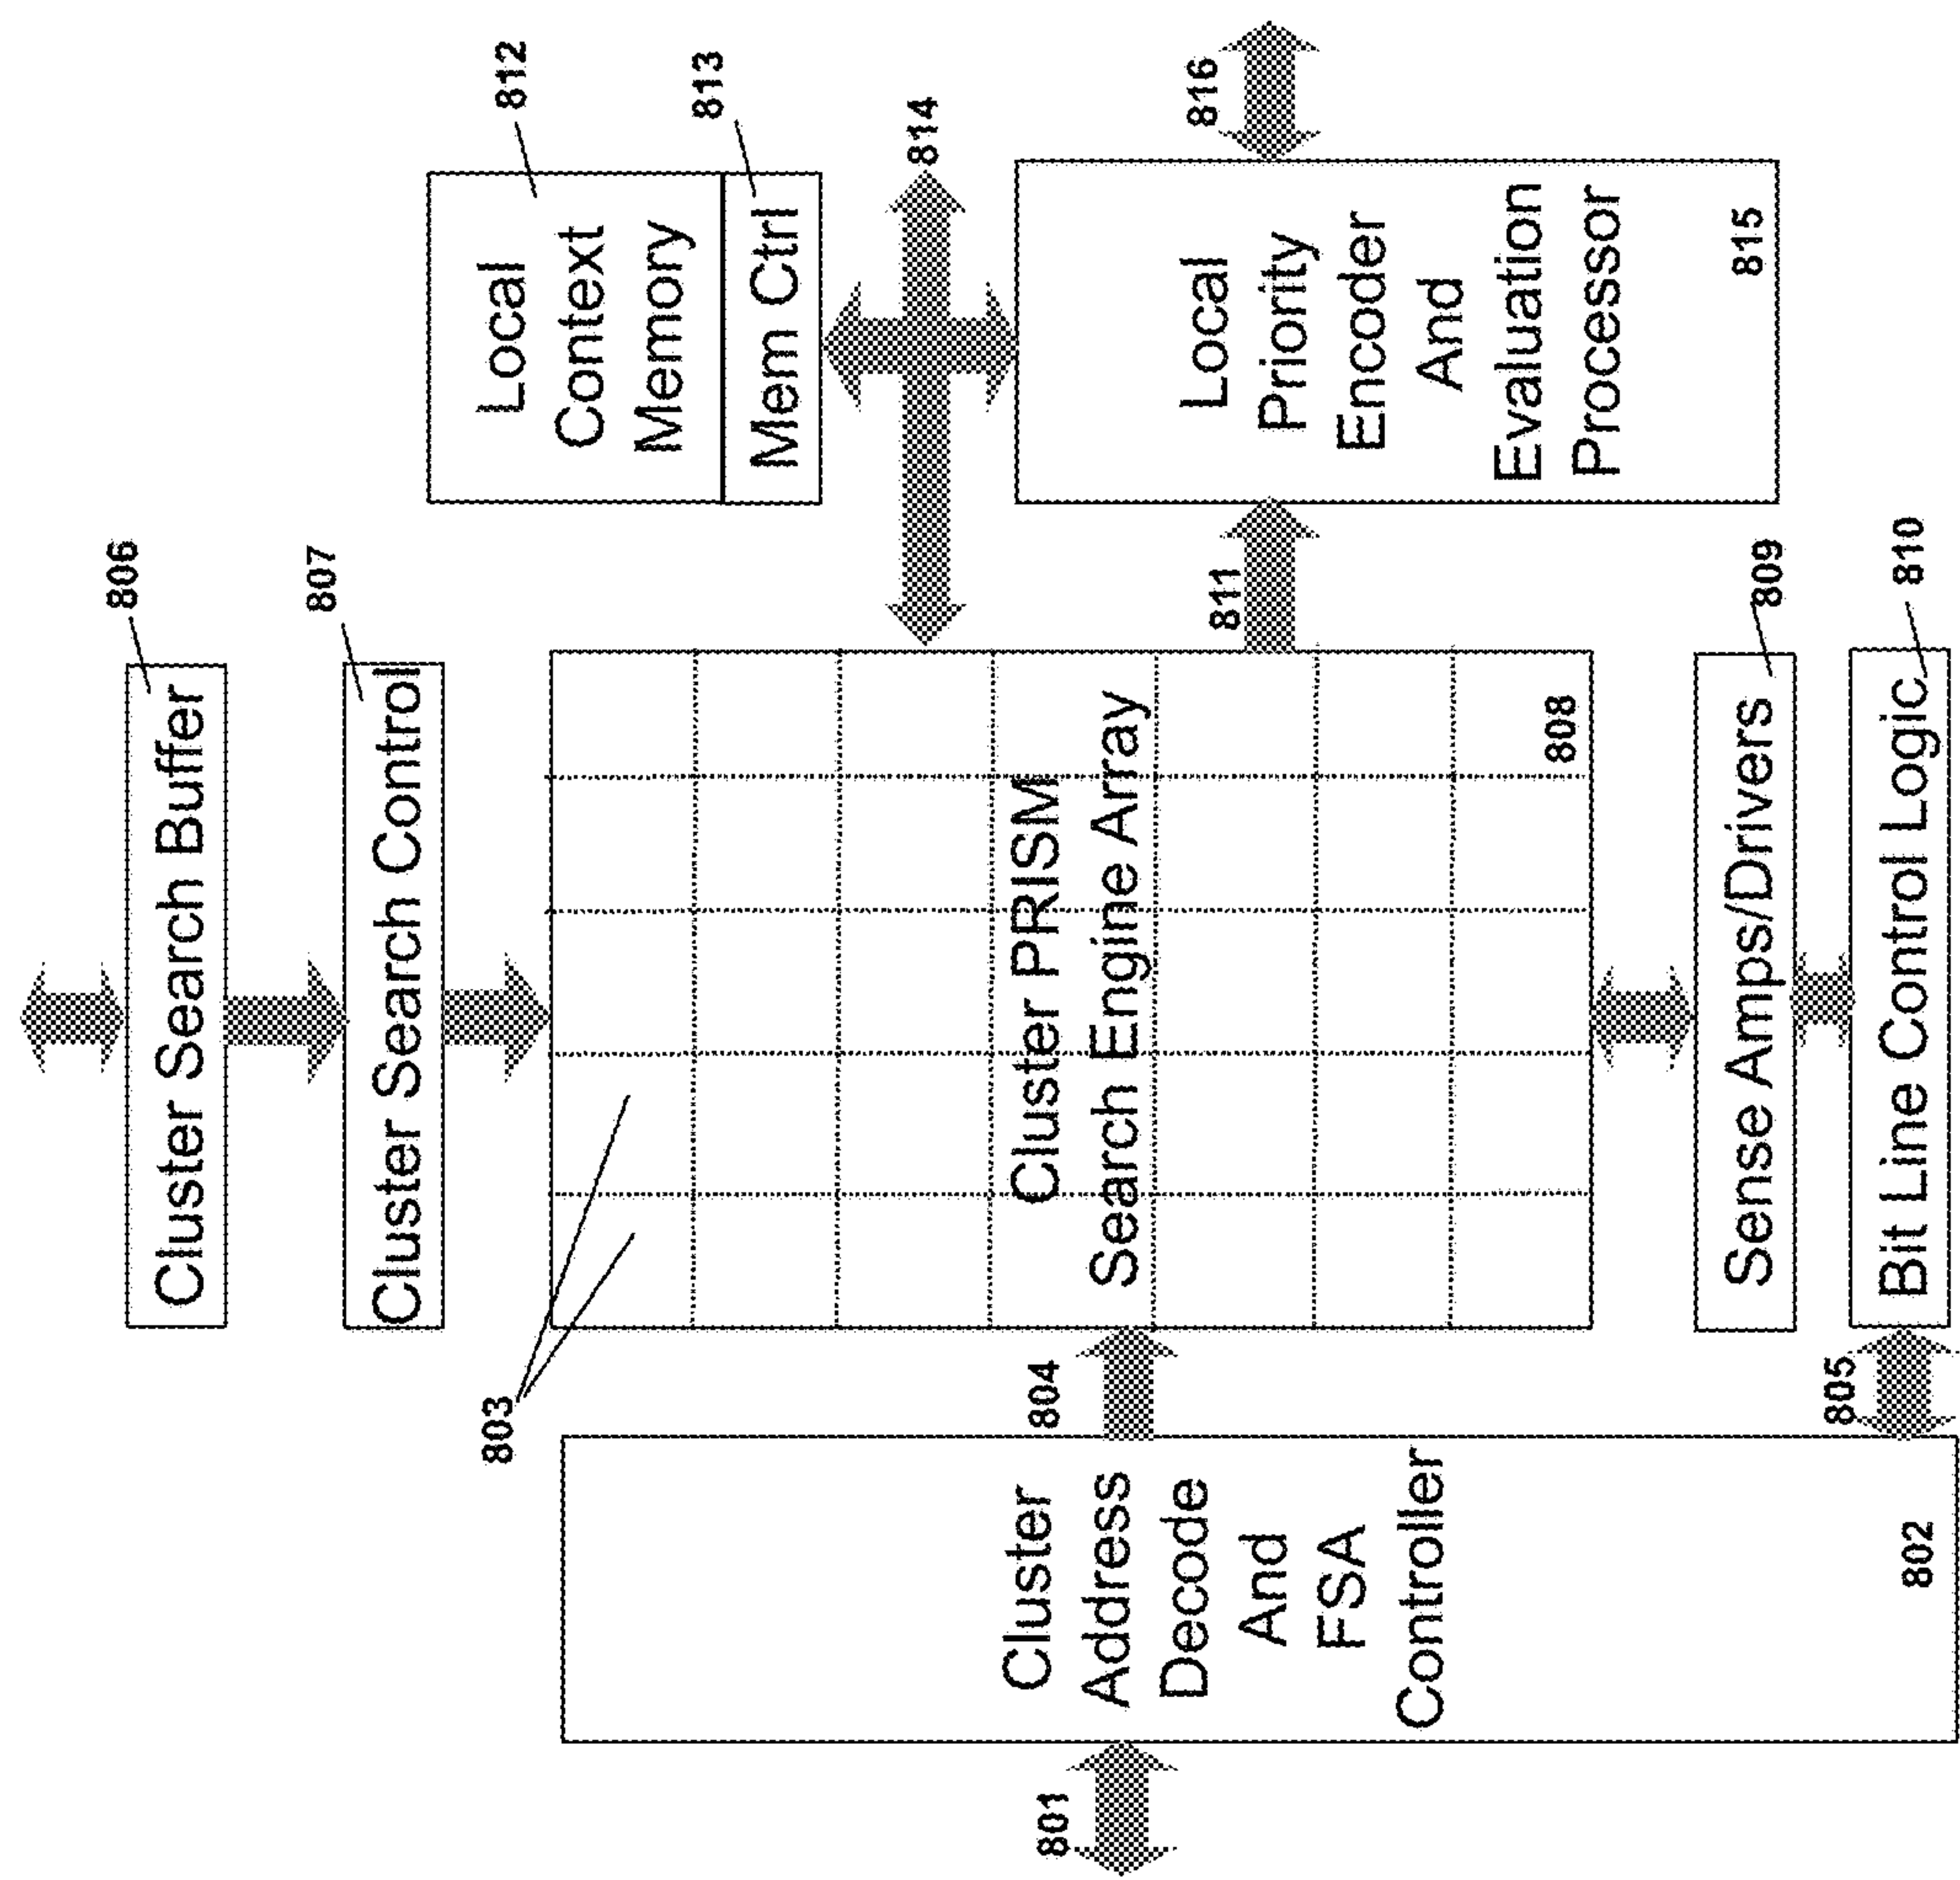 806
Cluster Search Buffer
807
Cluster Search Control
803
Cluster PRISM
Search Engine Array
808
801
Cluster
Address
Decode
And
FSA
Controller
802
804
805
Sense Amps/Drivers
809
Bit Line Control Logic
810
811
812
Local
Context
Memory
813
Mem Ctrl
814
Local
Priority
Encoder
And
Evaluation
Processor
815
816